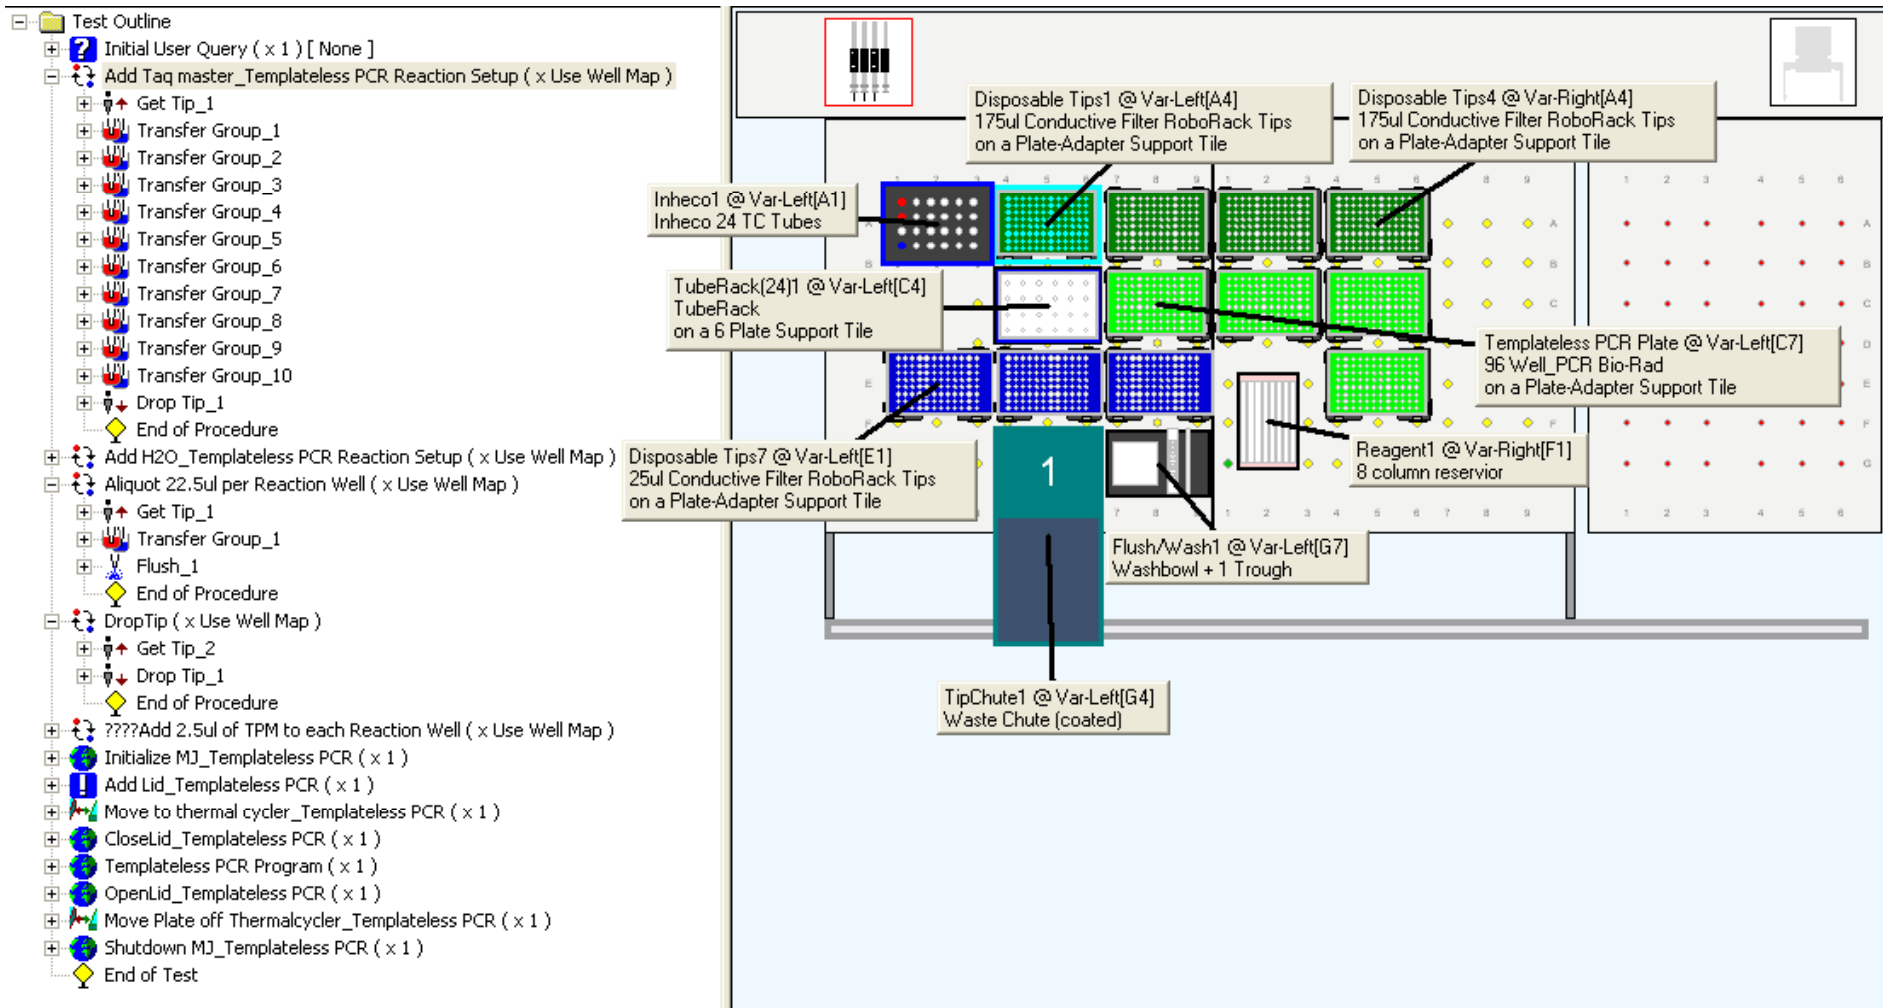 Test Outline
Initial User Query ( x 1 ) [ None ]
Add Taq master_Templateless PCR Reaction Setup ( x Use Well Map )
Get Tip_1
Transfer Group_1
Transfer Group_2
Transfer Group_3
Transfer Group_4
Transfer Group_5
Transfer Group_6
Transfer Group_7
Transfer Group_8
Transfer Group_9
Transfer Group_10
Drop Tip_1
End of Procedure
Add H2O_Templateless PCR Reaction Setup ( x Use Well Map )
Aliquot 22.5ul per Reaction Well ( x Use Well Map )
Get Tip_1
Transfer Group_1
Flush_1
End of Procedure
DropTip ( x Use Well Map )
Get Tip_2
Drop Tip_1
End of Procedure
????Add 2.5ul of TPM to each Reaction Well ( x Use Well Map )
Initialize MJ_Templateless PCR ( x 1 )
Add Lid_Templateless PCR ( x 1 )
Move to thermal cycler_Templateless PCR ( x 1 )
CloseLid_Templateless PCR ( x 1 )
Templateless PCR Program ( x 1 )
OpenLid_Templateless PCR ( x 1 )
Move Plate off Thermalcycler_Templateless PCR ( x 1 )
Shutdown MJ_Templateless PCR ( x 1 )
End of Test
Disposable Tips1 @ Var-Left[A4]
175ul Conductive Filter RoboRack Tips
on a Plate-Adapter Support Tile
Disposable Tips4 @ Var-Right[A4]
175ul Conductive Filter RoboRack Tips
on a Plate-Adapter Support Tile
Inheco1 @ Var-Left[A1]
Inheco 24 TC Tubes
TubeRack(24)1 @ Var-Left[C4]
TubeRack
on a 6 Plate Support Tile
Templateless PCR Plate @ Var-Left[C7]
96 Well_PCR Bio-Rad
on a Plate-Adapter Support Tile
Disposable Tips7 @ Var-Left[E1]
25ul Conductive Filter RoboRack Tips
on a Plate-Adapter Support Tile
1
Reagent1 @ Var-Right[F1]
8 column reservior
Flush/Wash1 @ Var-Left[G7]
Washbowl + 1 Trough
TipChute1 @ Var-Left[G4]
Waste Chute (coated)